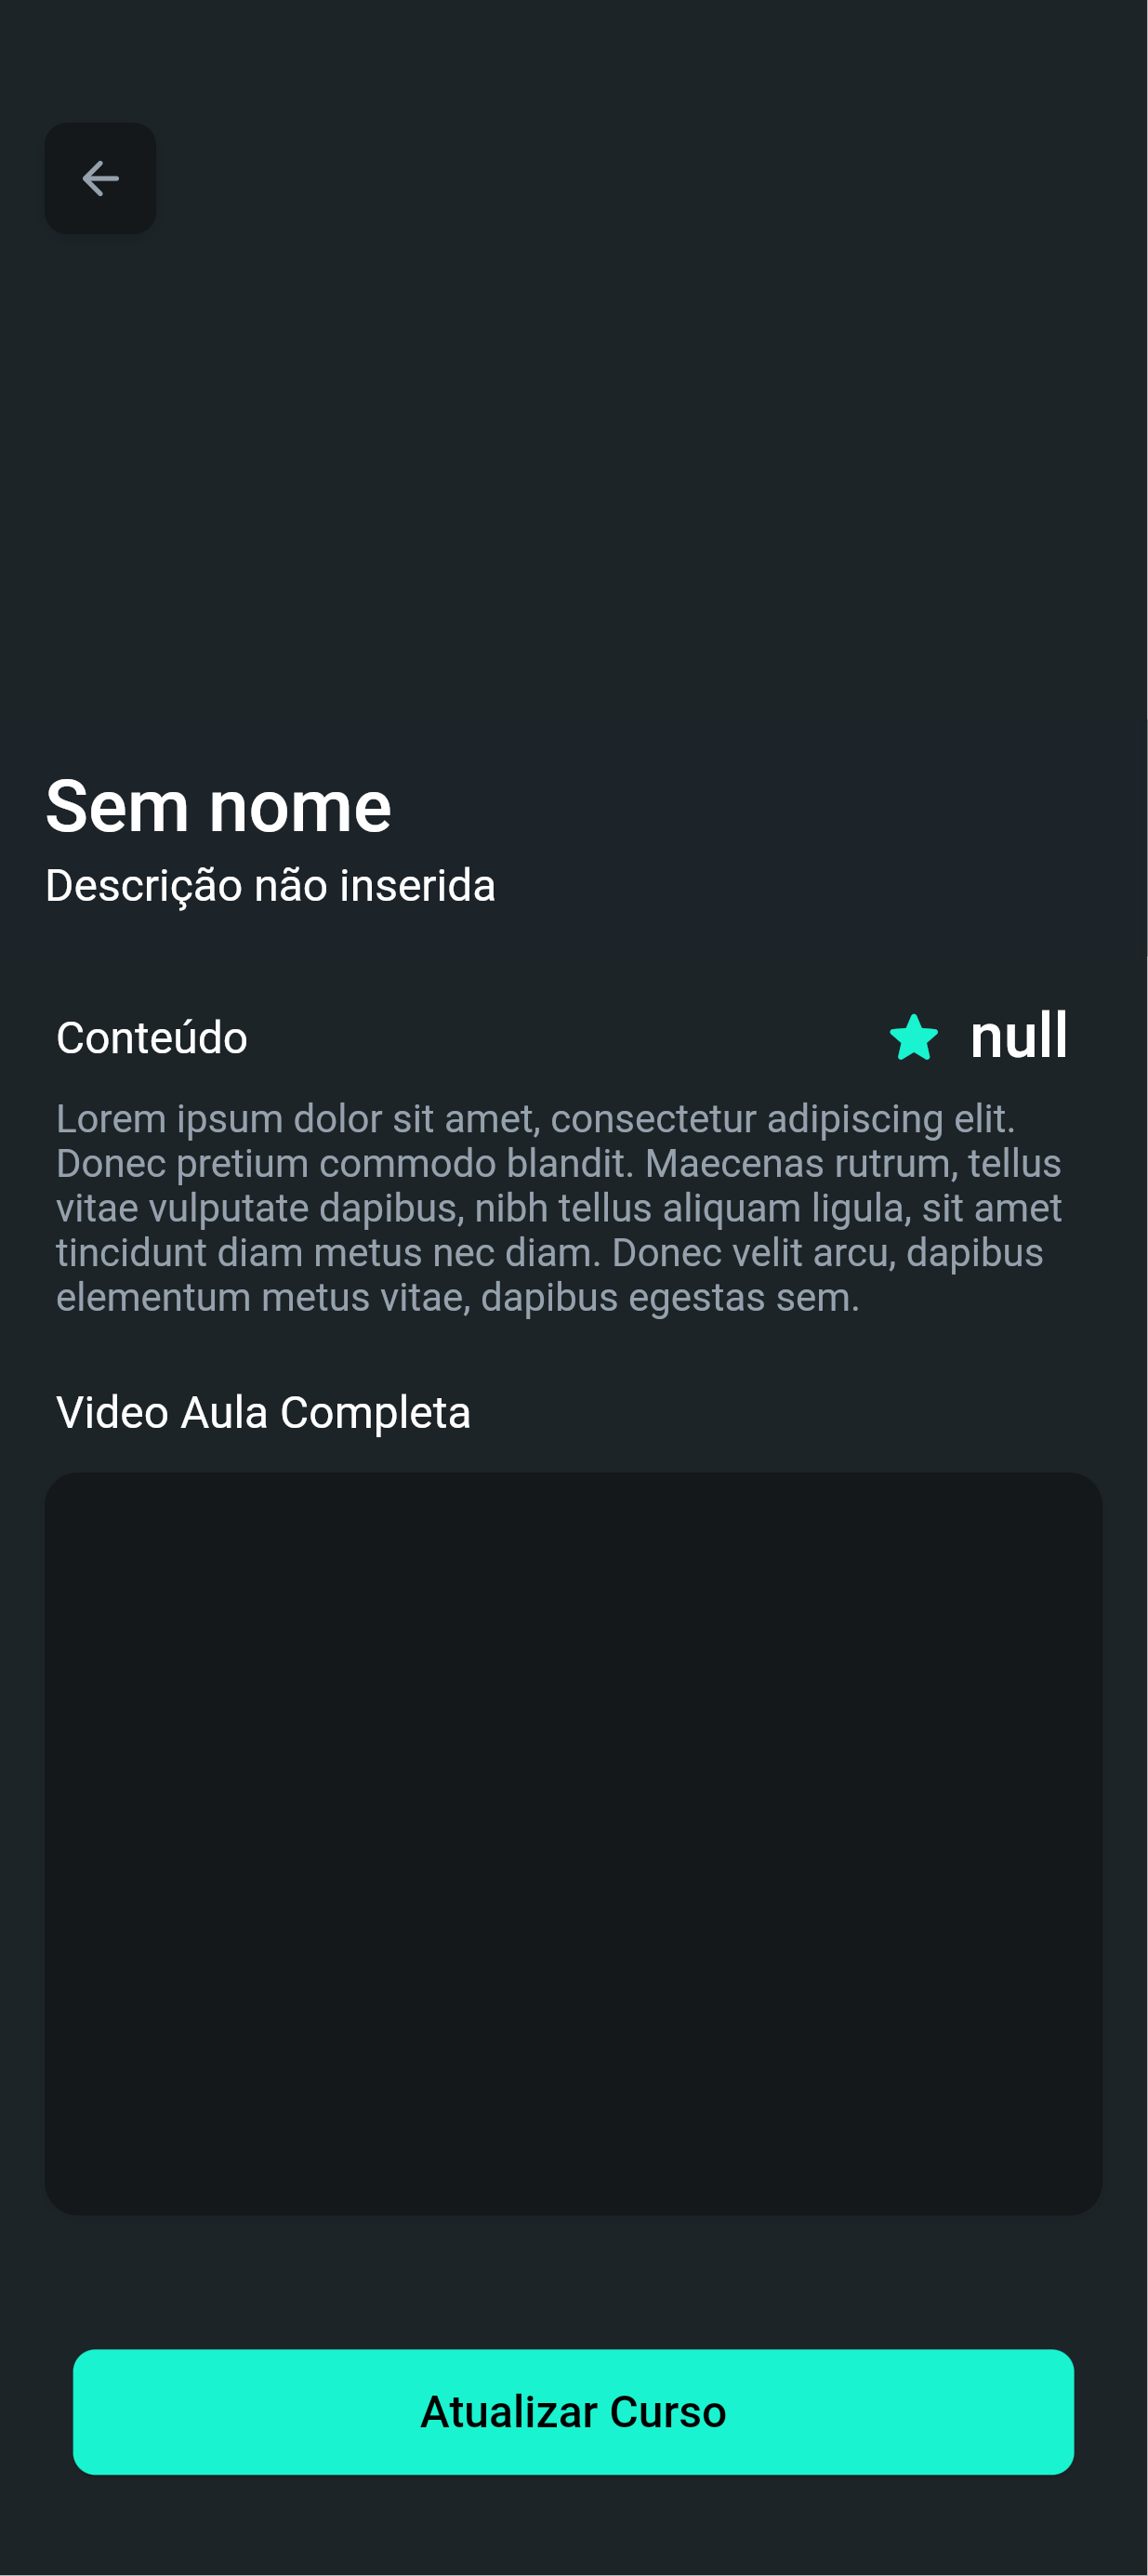 Sem nome
Descrição não inserida
Conteúdo
null
Lorem ipsum dolor sit amet, consectetur adipiscing elit.
Donec pretium commodo blandit. Maecenas rutrum, tellus
vitae vulputate dapibus, nibh tellus aliquam ligula, sit amet
tincidunt diam metus nec diam. Donec velit arcu, dapibus
elementum metus vitae, dapibus egestas sem.
Video Aula Completa
Atualizar Curso